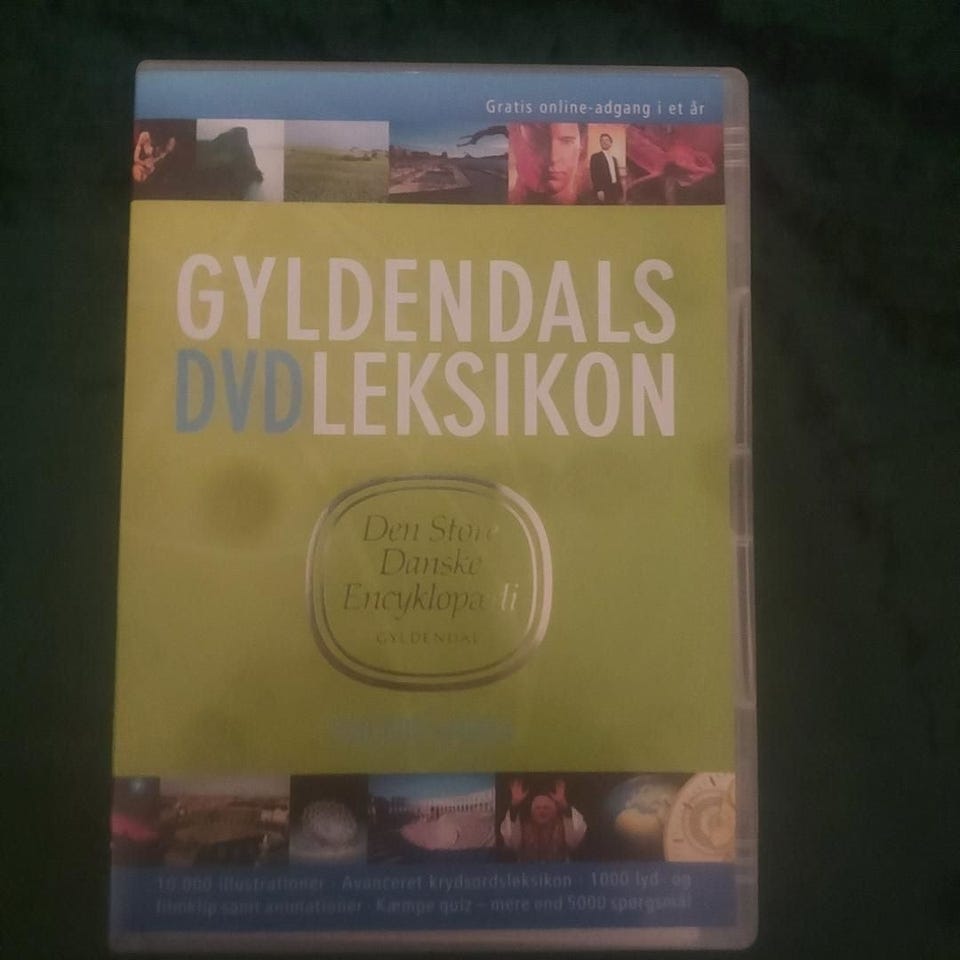 Gratis online-adgang i et år
GYLDENDALS
DVDLEKSIKON
Den Store
Danske
Encyklopædi
GYLDENDAL
10.000 illustrationer · Avanceret krydsordsleksikon · 1000 lyd- og
filmklip samt animationer · Kæmpe quiz – mere end 5000 spørgsmål